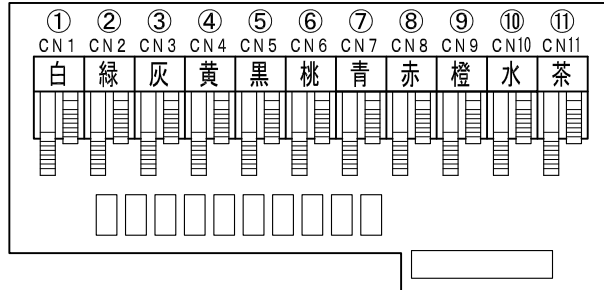 ① ② ③ ④ ⑤ ⑥ ⑦ ⑧ ⑨ ⑩ ⑪
CN1 CN2 CN3 CN4 CN5 CN6 CN7 CN8 CN9 CN10 CN11
白 緑 灰 黄 黒 桃 青 赤 橙 水 茶